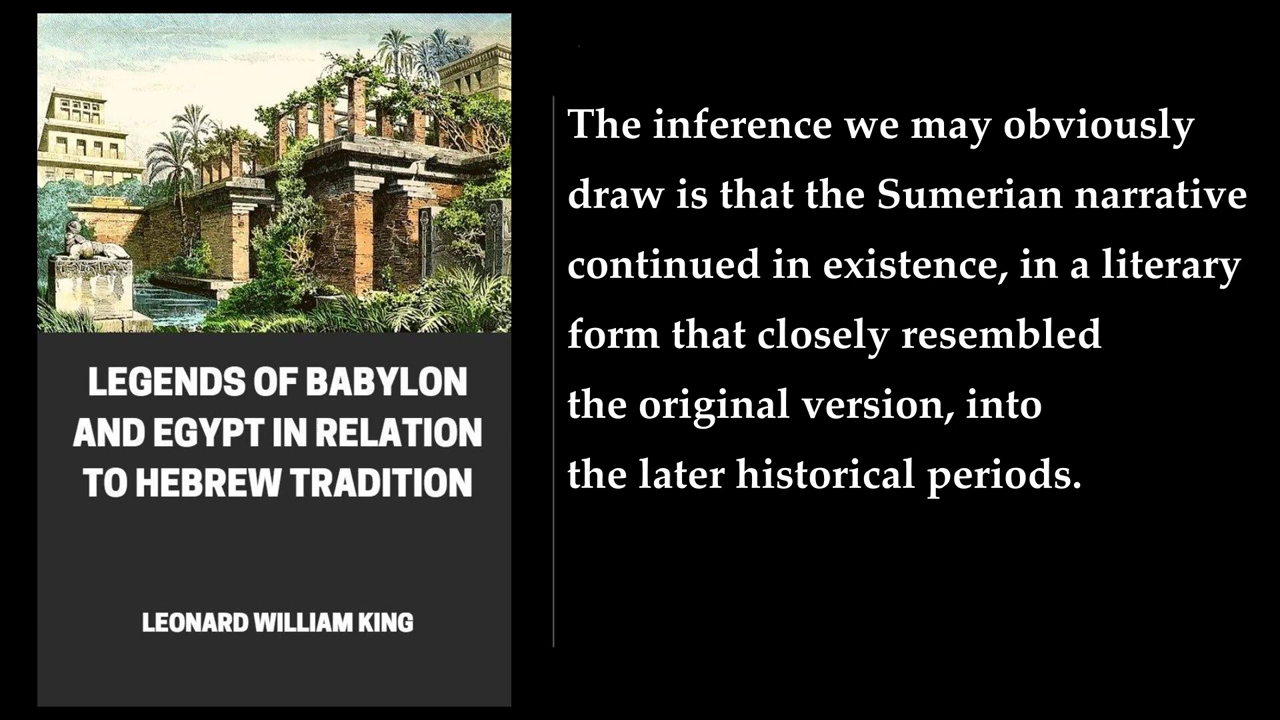 LEGENDS OF BABYLON
AND EGYPT IN RELATION
TO HEBREW TRADITION
LEONARD WILLIAM KING
The inference we may obviously
draw is that the Sumerian narrative
continued in existence, in a literary
form that closely resembled
the original version, into
the later historical periods.